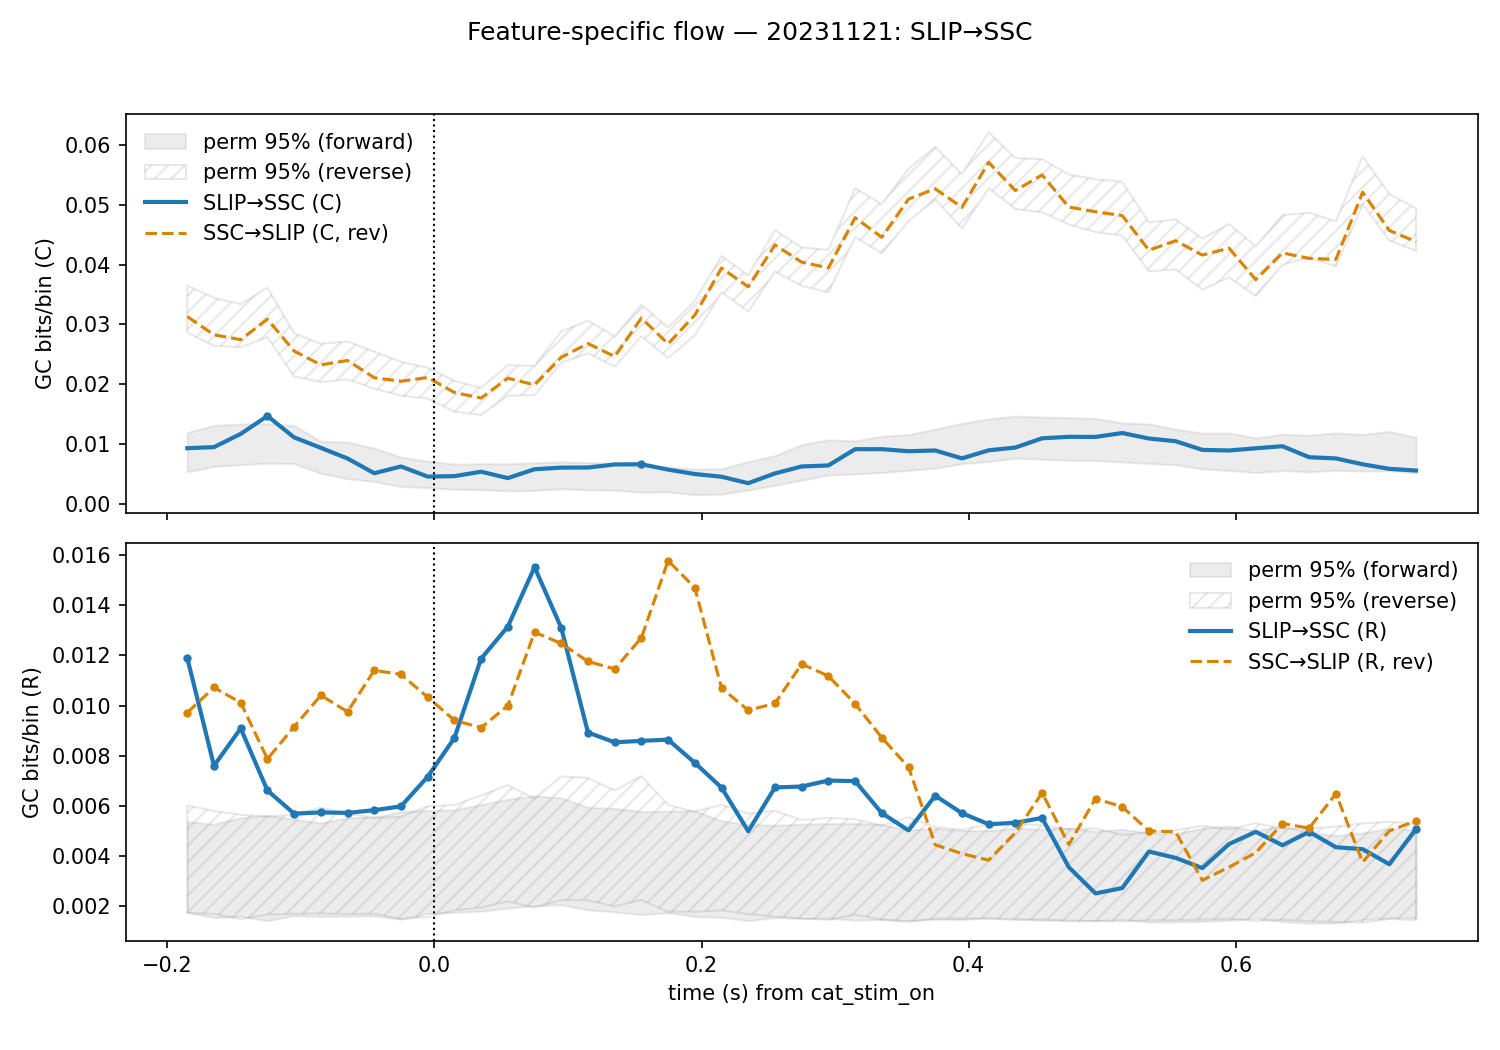 Feature-specific flow — 20231121: SLIP→SSC
GC bits/bin (C)
0.06
0.05
0.04
0.03
0.02
0.01
0.00
perm 95% (forward)
perm 95% (reverse)
SLIP→SSC (C)
SSC→SLIP (C, rev)
GC bits/bin (R)
0.016
0.014
0.012
0.010
0.008
0.006
0.004
0.002
perm 95% (forward)
perm 95% (reverse)
SLIP→SSC (R)
SSC→SLIP (R, rev)
−0.2 0.0 0.2 0.4 0.6
time (s) from cat_stim_on